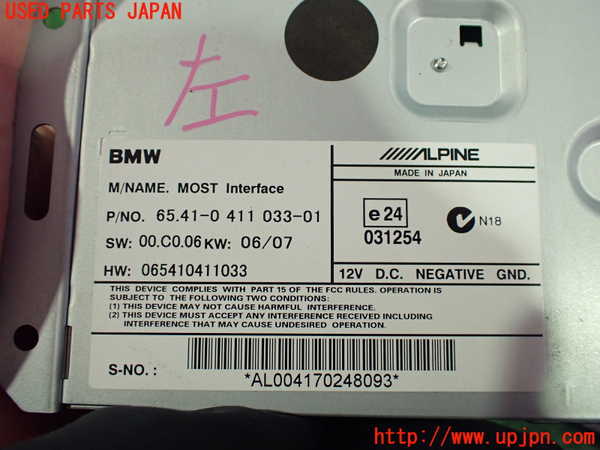 USED PARTS JAPAN
左
BMW
M/NAME. MOST Interface
P/NO. 65.41-0 411 033-01
SW: 00.C0.06 KW: 06/07
HW: 065410411033
ALPINE
MADE IN JAPAN
e24
031254
N18
12V D.C. NEGATIVE GND.
THIS DEVICE COMPLIES WITH PART 15 OF THE FCC RULES. OPERATION IS
SUBJECT TO THE FOLLOWING TWO CONDITIONS:
(1) THIS DEVICE MAY NOT CAUSE HARMFUL INTERFERENCE.
(2) THIS DEVICE MUST ACCEPT ANY INTERFERENCE RECEIVED INCLUDING
INTERFERENCE THAT MAY CAUSE UNDESIRED OPERATION.
S-NO. :
*AL004170248093*
http://www.upjpn.com/